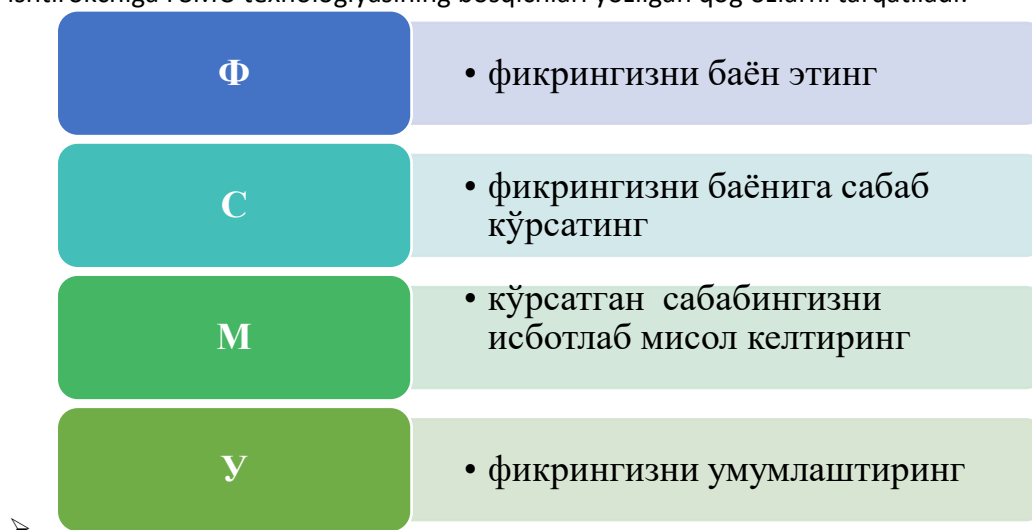 Ф
• фикрингизни баён этинг
С
• фикрингизни баёнига сабаб
кўрсатинг
М
• кўрсатган сабабингизни
исботлаб мисол келтиринг
У
• фикрингизни умумлаштиринг